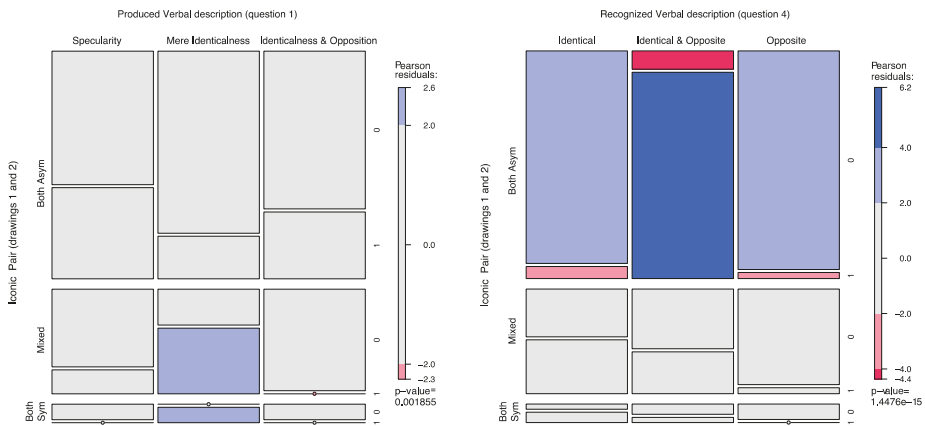 Produced Verbal description (question 1)
Specularity Mere Identicalness Identicalness & Opposition
Iconic Pair (drawings 1 and 2)
Both Asym
Mixed
Both
Sym
0
1
0
1
0
1
Pearson
residuals:
2.6
2.0
0.0
−2.0
−2.3
p−value=
0.001855
Recognized Verbal description (question 4)
Identical Identical & Opposite Opposite
Iconic Pair (drawings 1 and 2)
Both Asym
Mixed
Both
Sym
0
1
0
1
0
1
Pearson
residuals:
6.2
4.0
2.0
0.0
−2.0
−4.0
−4.4
p−value=
1.4476e−15